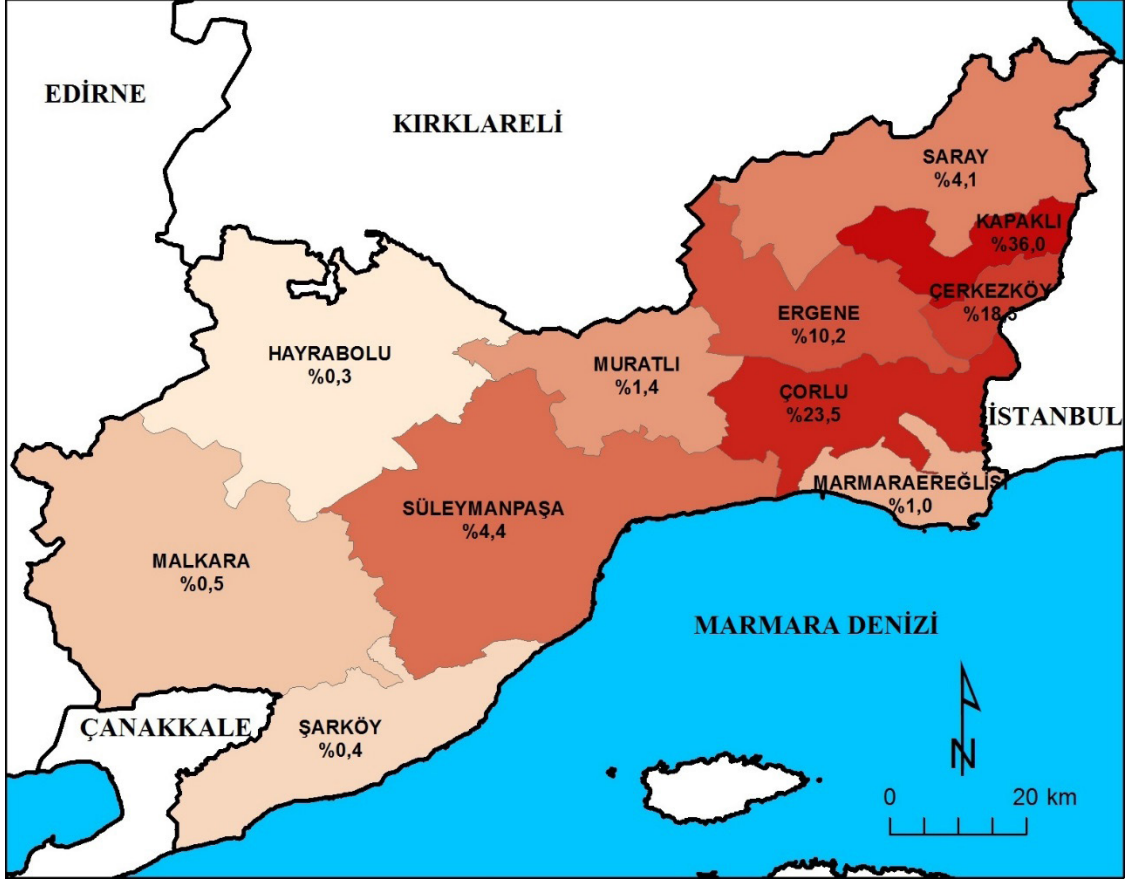 EDİRNE
KIRKLARELİ
SARAY
%4,1
KAPAKLI
%36,0
ÇERKEZKÖY
ERGENE
%10,2
HAYRABOLU
%0,3
MURATLI
%1,4
ÇORLU
%23,5
İSTANBUL
MARMARAEREĞLİSİ
%1,0
SÜLEYMANPAŞA
%4,4
MALKARA
%0,5
MARMARA DENİZİ
ÇANAKKALE
ŞARKÖY
%0,4
N
0 20 km